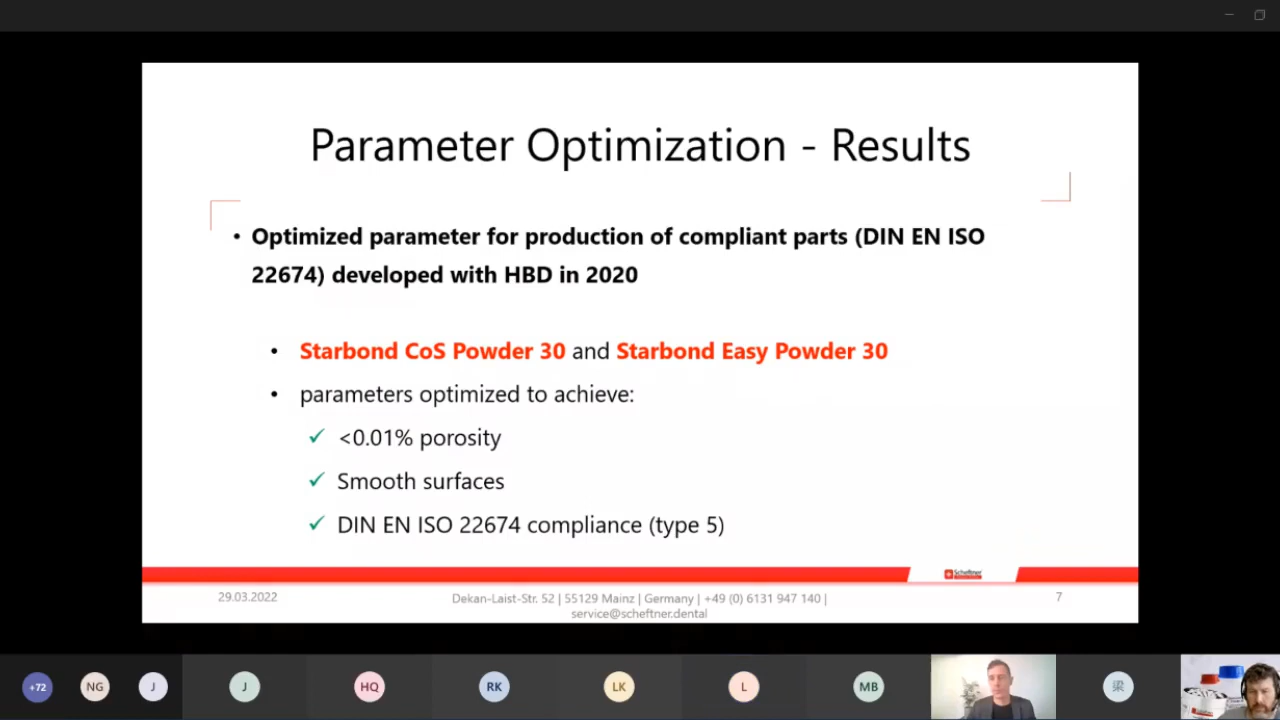 Parameter Optimization - Results
• Optimized parameter for production of compliant parts (DIN EN ISO
22674) developed with HBD in 2020
• Starbond CoS Powder 30 and Starbond Easy Powder 30
• parameters optimized to achieve:
✓ <0.01% porosity
✓ Smooth surfaces
✓ DIN EN ISO 22674 compliance (type 5)
Scheftner
29.03.2022
Dekan-Laist-Str. 52 | 55129 Mainz | Germany | +49 (0) 6131 947 140 |
service@scheftner.dental
7
+72
NG
J
J
HQ
RK
LK
L
MB
梁